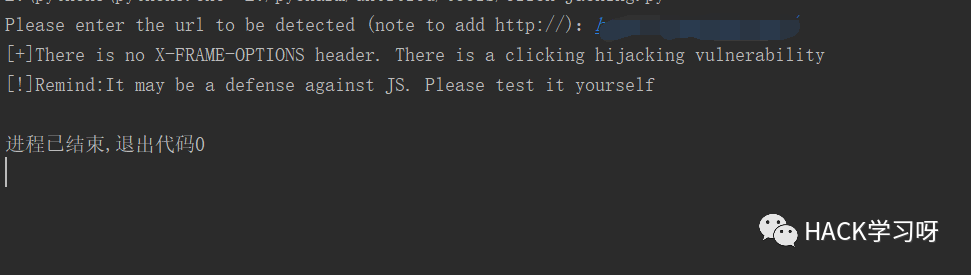 Please enter the url to be detected (note to add http://):
[+]There is no X-FRAME-OPTIONS header. There is a clicking hijacking vulnerability
[!]Remind:It may be a defense against JS. Please test it yourself
进程已结束,退出代码0
HACK学习呀